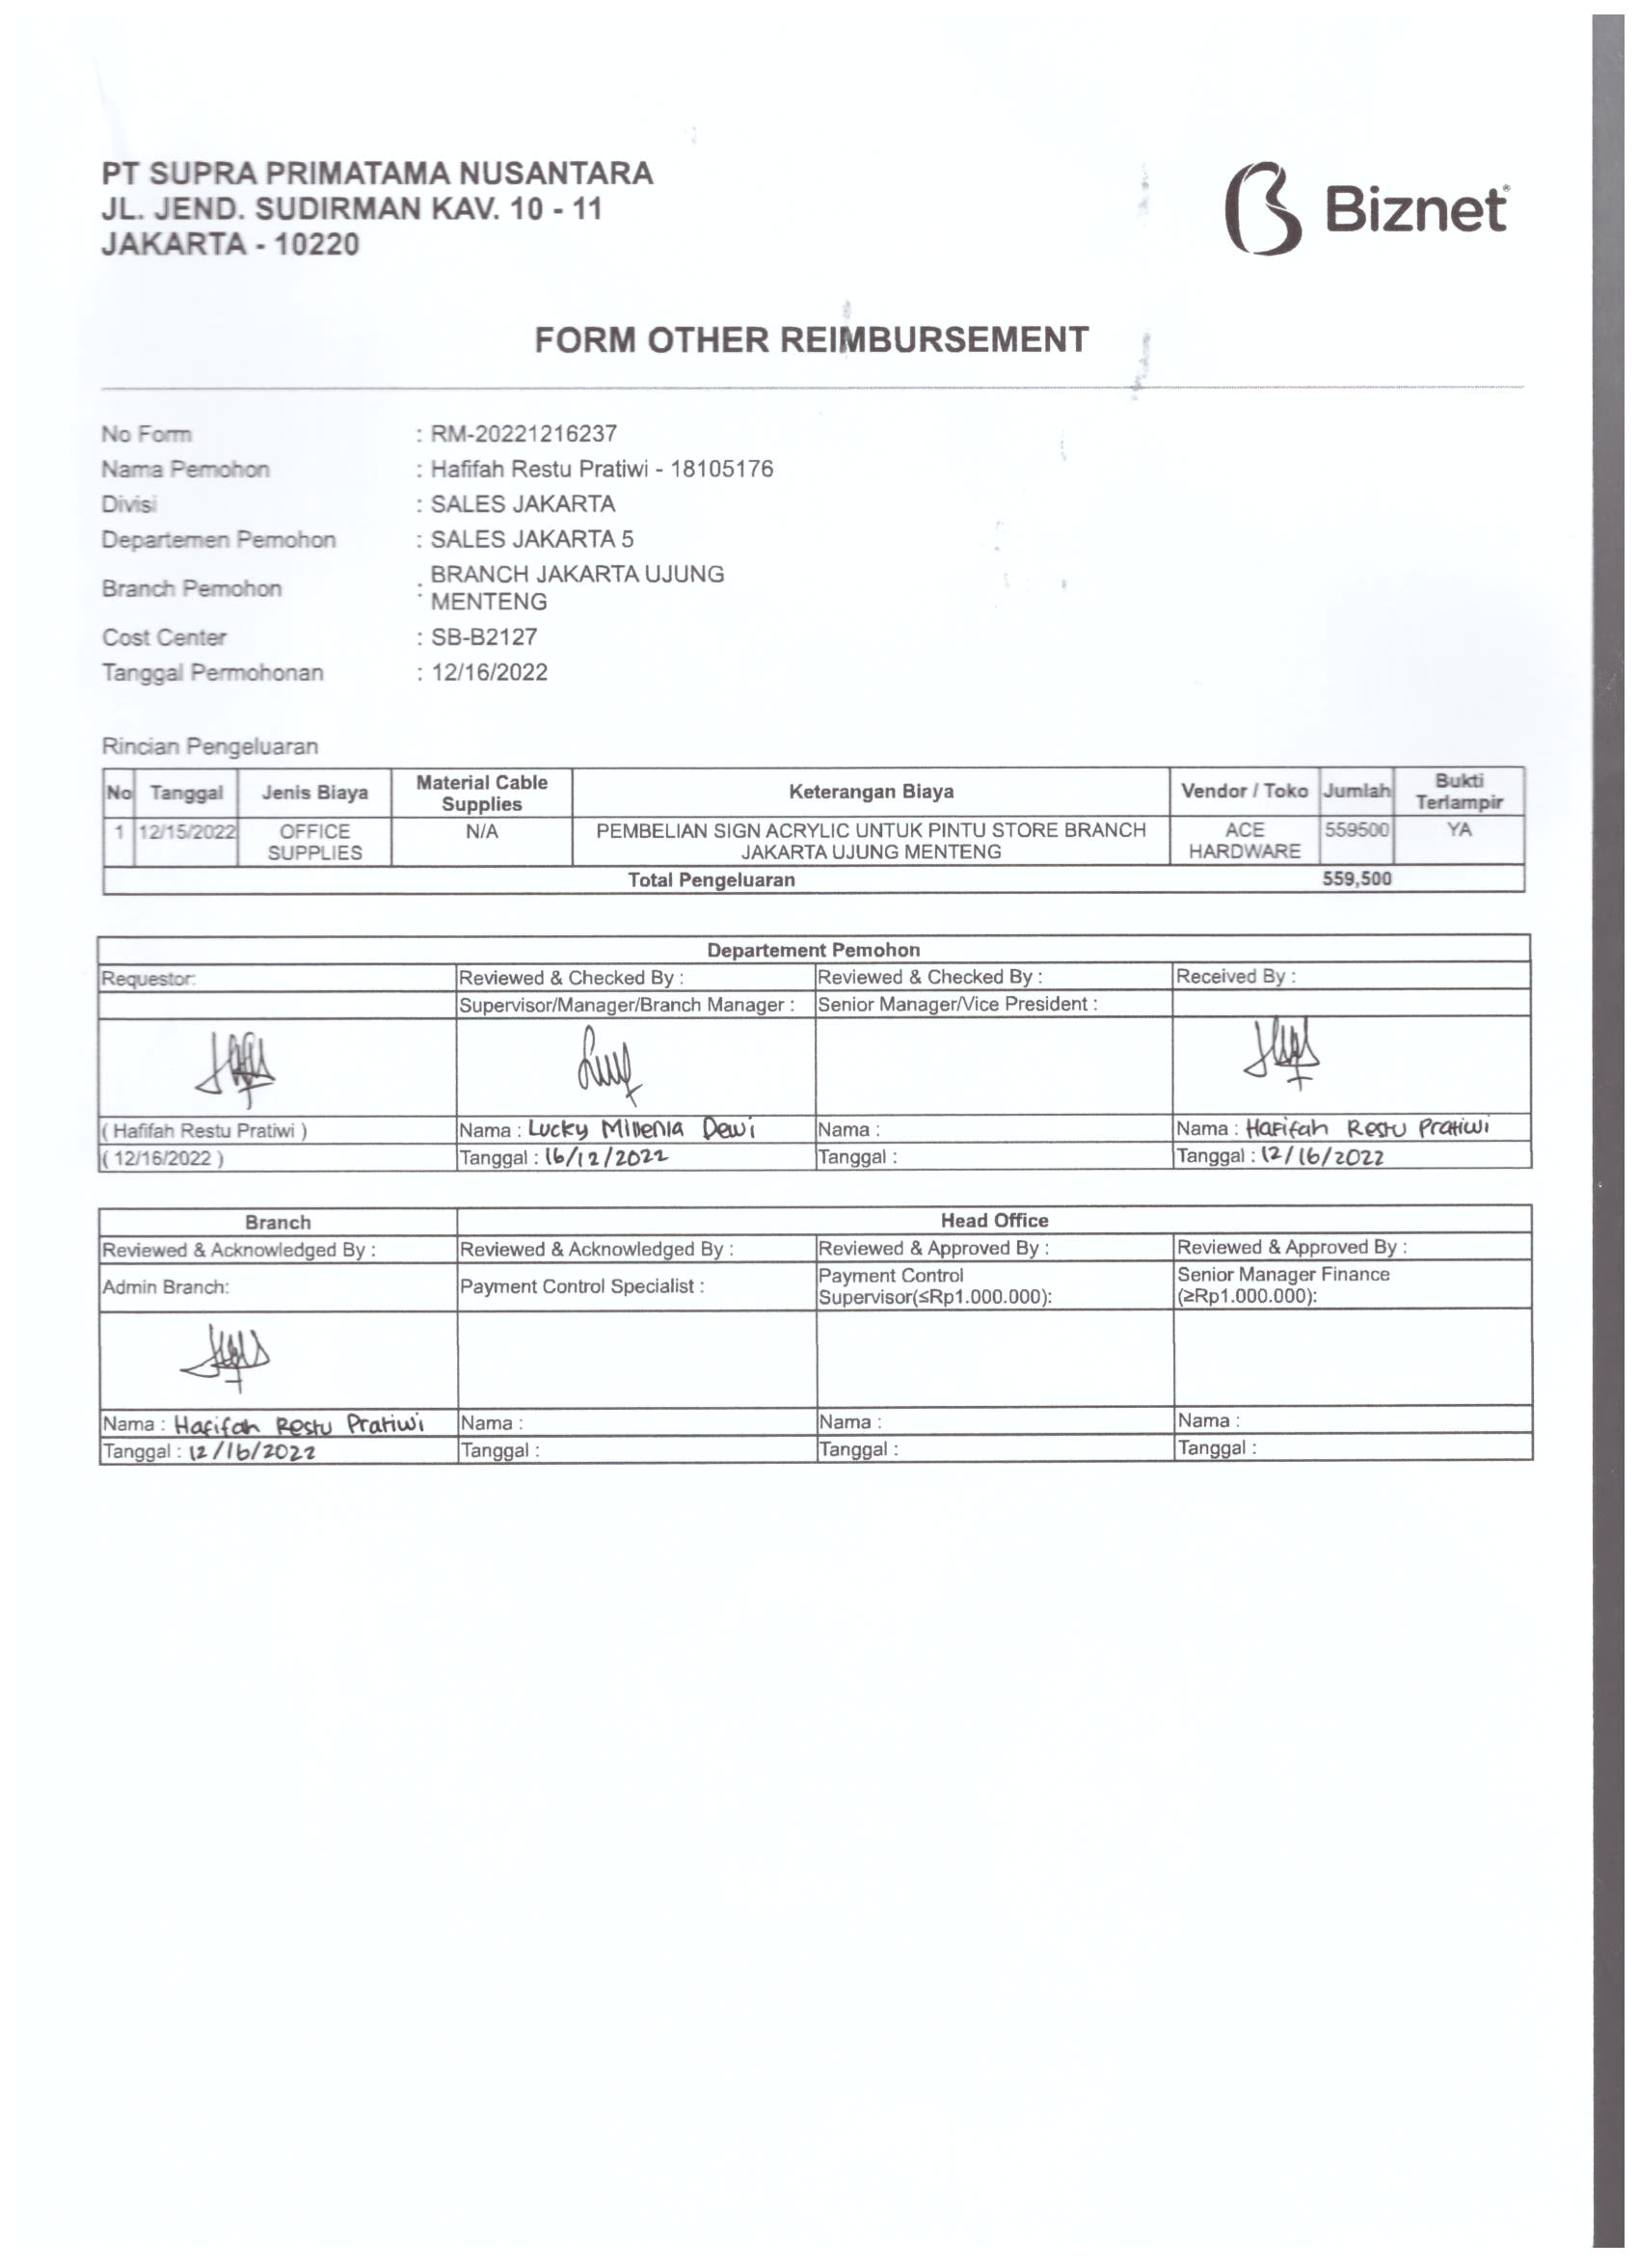 PT SUPRA PRIMATAMA NUSANTARA
JL. JEND. SUDIRMAN KAV. 10 - 11
JAKARTA - 10220
Biznet®
FORM OTHER REIMBURSEMENT
No Form : RM-20221216237
Nama Pemohon : Hafifah Restu Pratiwi - 18105176
Divisi : SALES JAKARTA
Departemen Pemohon : SALES JAKARTA 5
Branch Pemohon : BRANCH JAKARTA UJUNG
MENTENG
Cost Center : SB-B2127
Tanggal Permohonan : 12/16/2022
Rincian Pengeluaran
No Tanggal Jenis Biaya Material Cable Supplies Keterangan Biaya Vendor / Toko Jumlah Bukti Terlampir
1 12/15/2022 OFFICE SUPPLIES N/A PEMBELIAN SIGN ACRYLIC UNTUK PINTU STORE BRANCH JAKARTA UJUNG MENTENG ACE HARDWARE 559500 YA
Total Pengeluaran 559,500
Departement Pemohon
Requestor: Reviewed & Checked By : Reviewed & Checked By : Received By :
Supervisor/Manager/Branch Manager : Senior Manager/Vice President :
( Hafifah Restu Pratiwi ) Nama : Lucky Millenia Dewi Nama : Nama : Hafifah Restu Pratiwi
( 12/16/2022 ) Tanggal : 16/12/2022 Tanggal : Tanggal : 12/16/2022
Branch Head Office
Reviewed & Acknowledged By : Reviewed & Acknowledged By : Reviewed & Approved By : Reviewed & Approved By :
Admin Branch: Payment Control Specialist : Payment Control Supervisor(≤Rp1.000.000): Senior Manager Finance (≥Rp1.000.000):
Nama : Hafifah Restu Pratiwi Nama : Nama : Nama :
Tanggal : 12/16/2022 Tanggal : Tanggal : Tanggal :